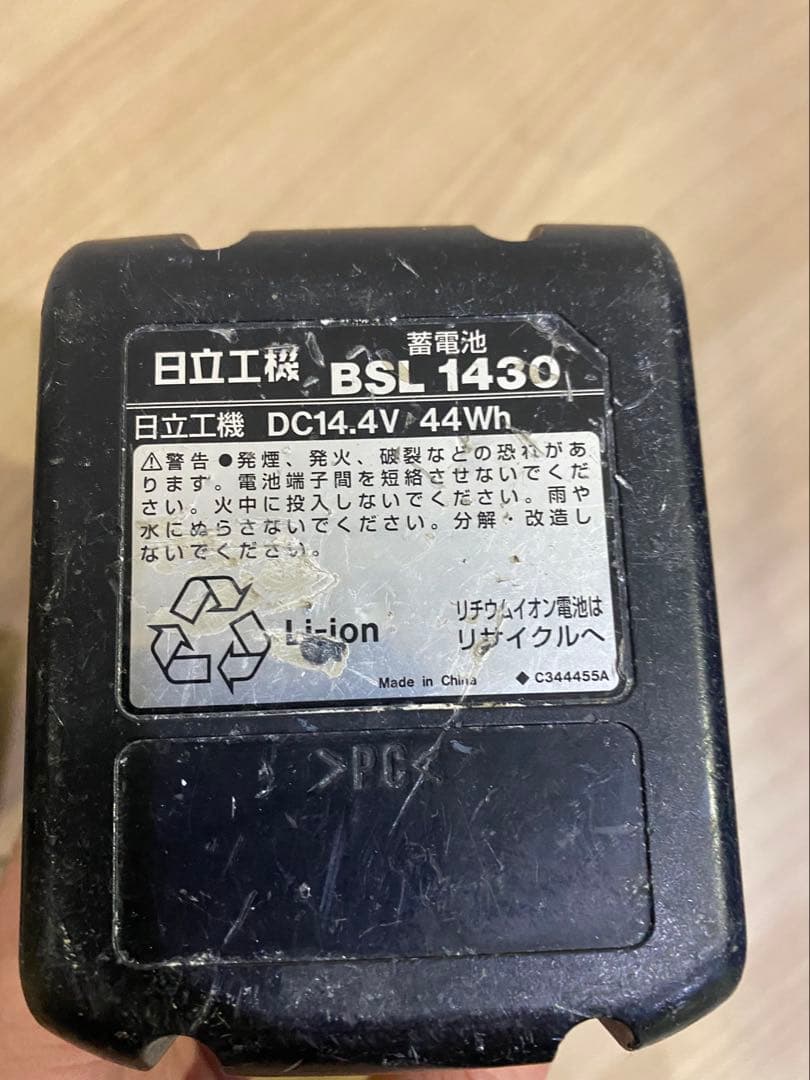 蓄電池
日立工機 BSL 1430
日立工機 DC14.4V 44Wh
⚠警告 ●発煙、発火、破裂などの恐れがあ
ります。電池端子間を短絡させないでくだ
さい。火中に投入しないでください。雨や
水にぬらさないでください。分解・改造し
ないでください。
リチウムイオン電池は
Li-ion リサイクルへ
Made in China ◆ C344455A
>PC<